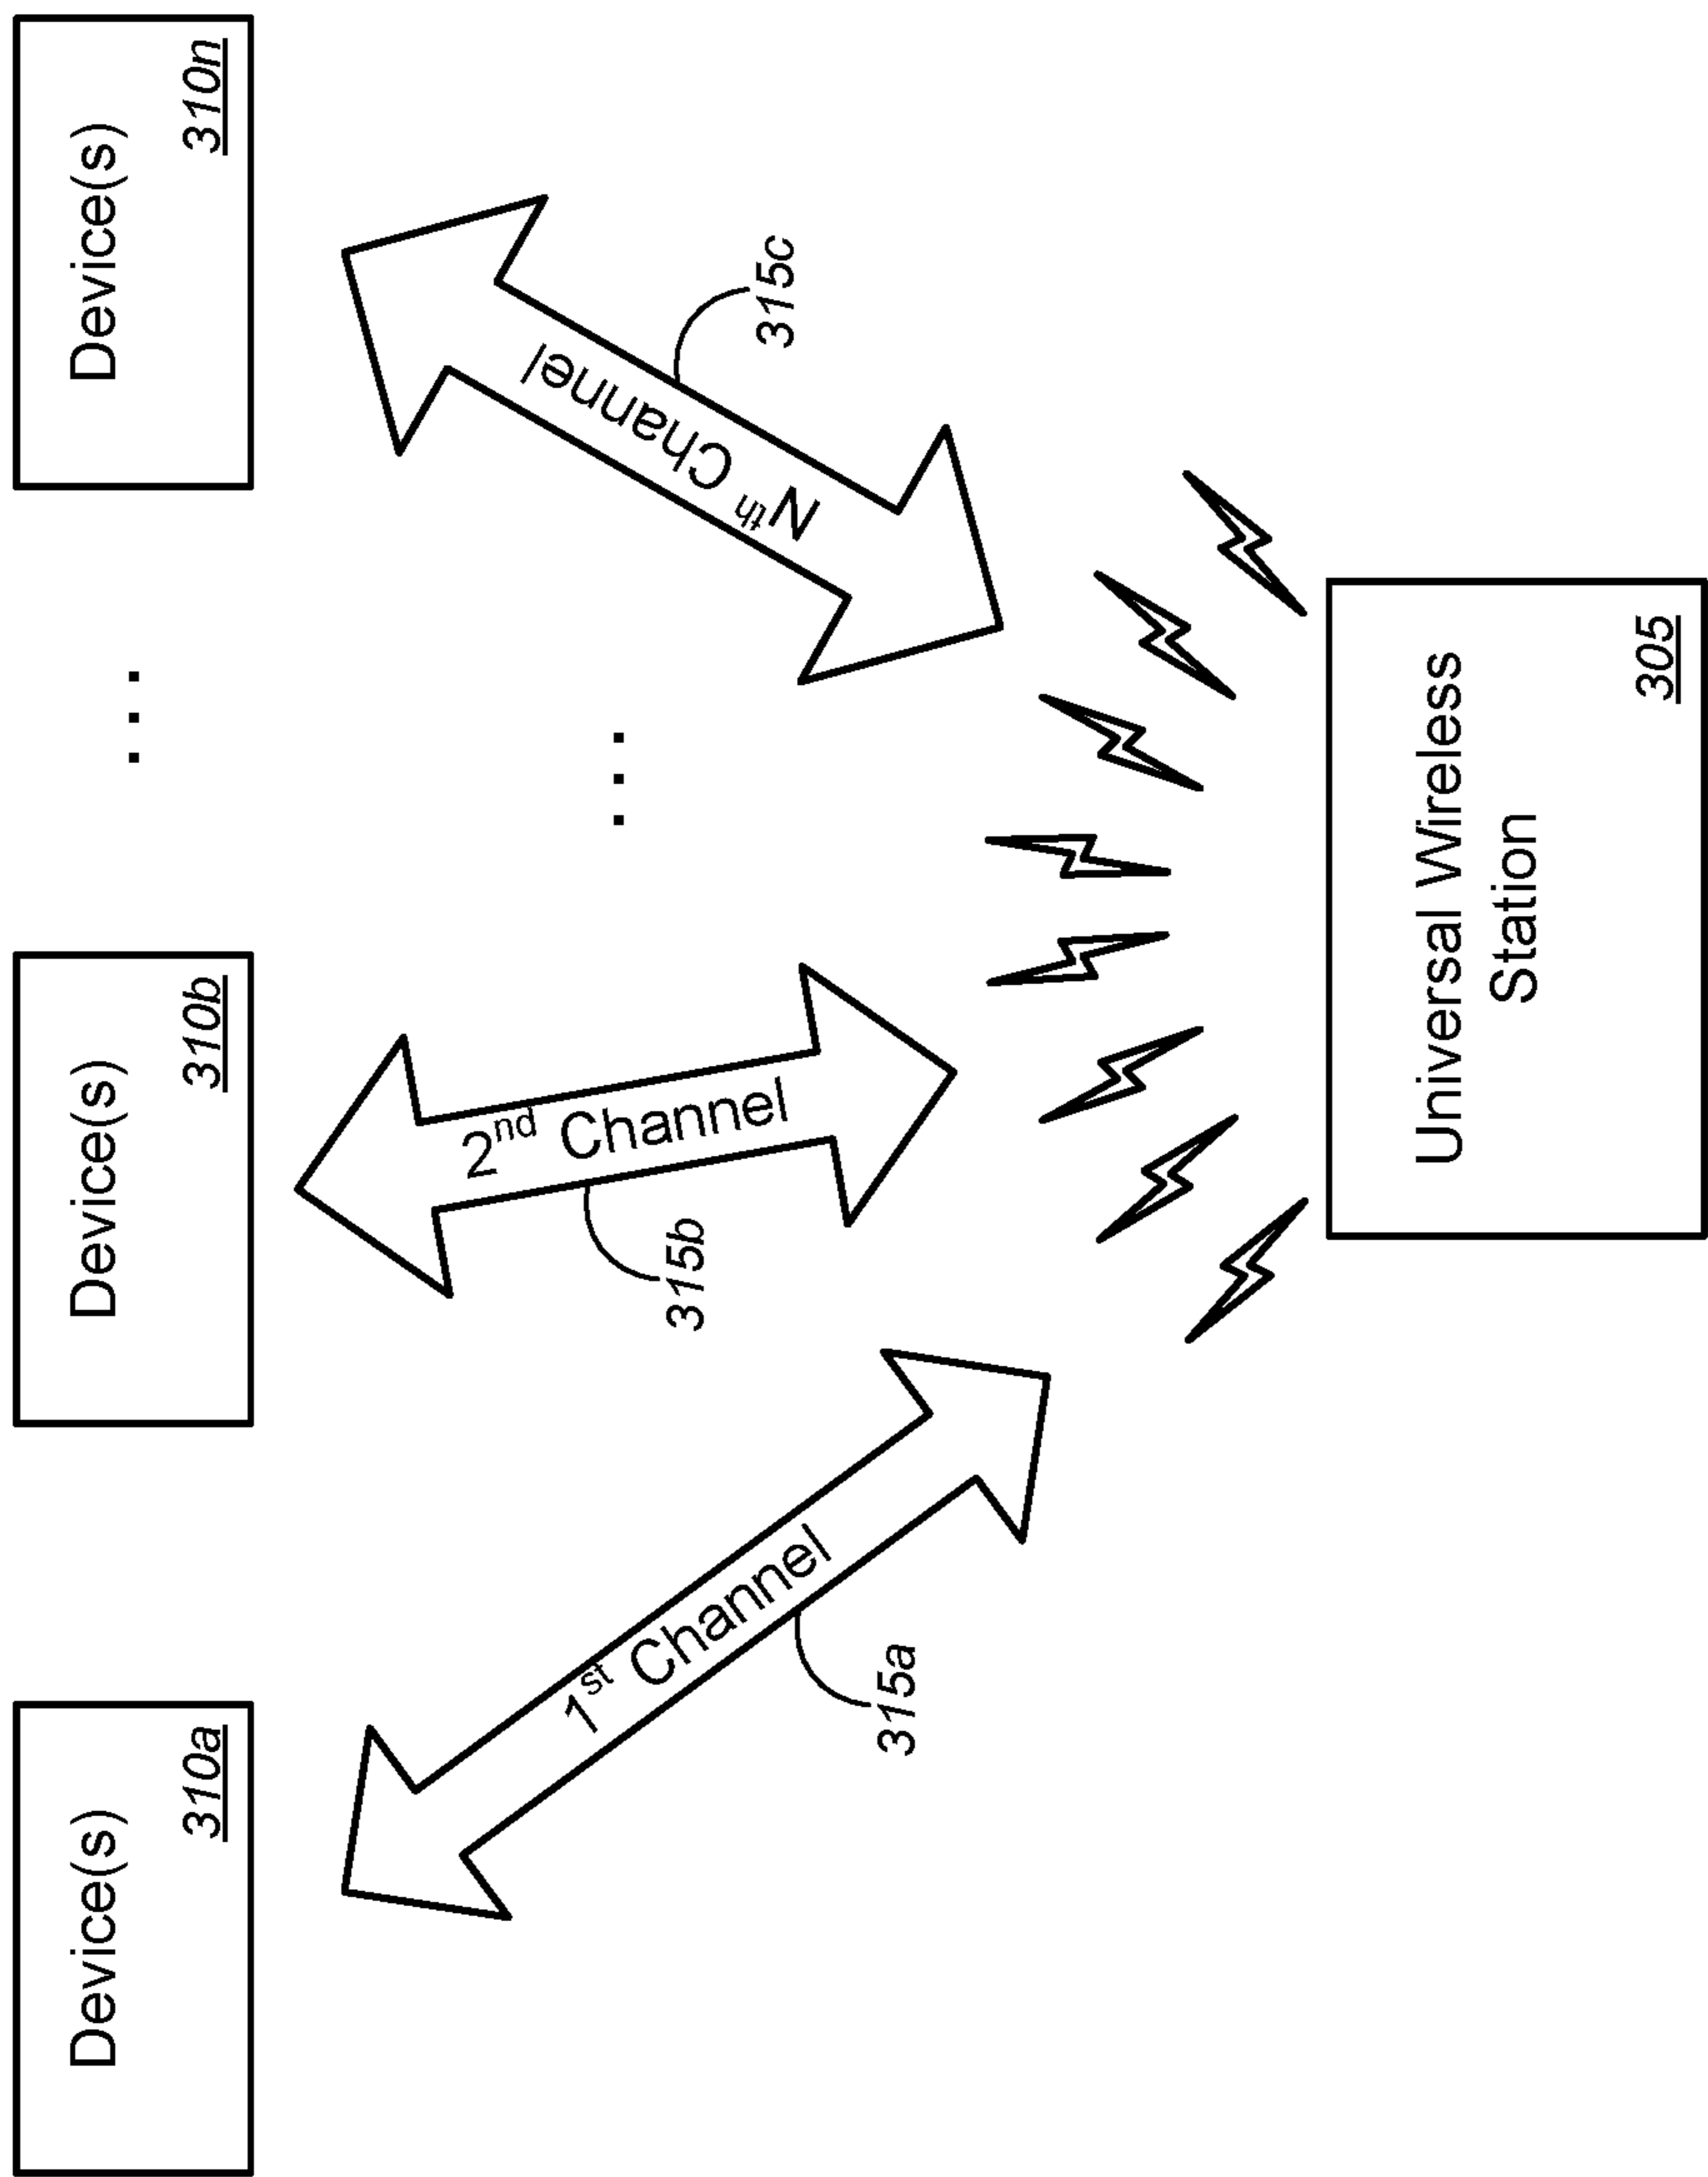 Device(s)
310a
Device(s)
310b
. . .
Device(s)
310n
1st Channel
315a
2nd Channel
315b
. . .
Nth Channel
315c
Universal Wireless
Station
305